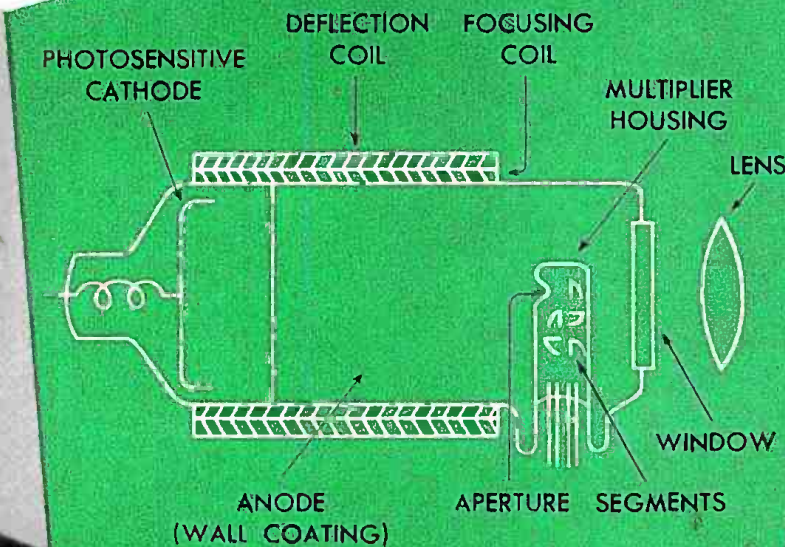 DEFLECTION
COIL
FOCUSING
COIL
PHOTOSENSITIVE
CATHODE
MULTIPLIER
HOUSING
LENS
WINDOW
ANODE
(WALL COATING)
APERTURE
SEGMENTS